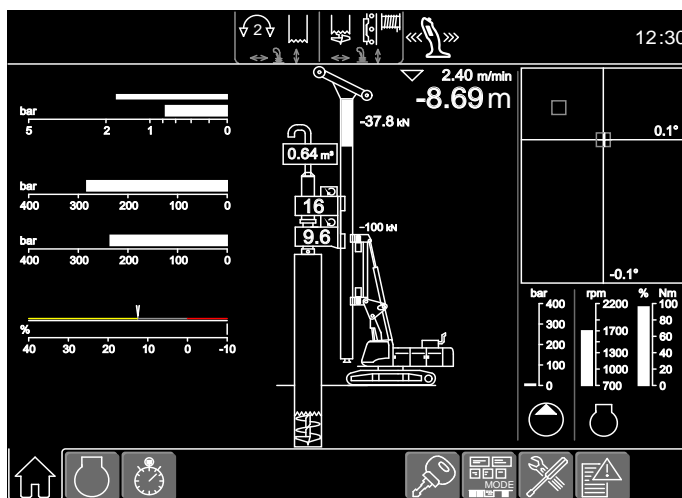 2
12:30
2.40 m/min
-8.69 m
-37.8 kN
bar
5 2 1 0
0.64 m³
0.1°
bar
400 300 200 100 0
16
9.6
-100 kN
bar
400 300 200 100 0
-0.1°
bar rpm % Nm
400 2200 100
300 1700 80
200 1300 60
100 1000 40
0 700 20
0
%
40 30 20 10 0 -10
MODE